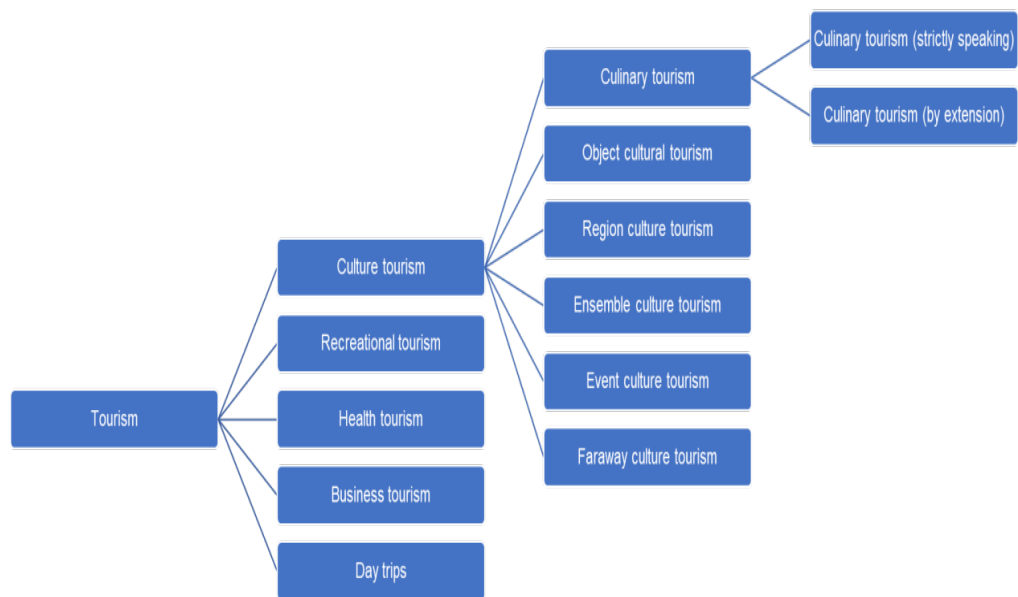 Tourism
Culture tourism
Recreational tourism
Health tourism
Business tourism
Day trips
Culinary tourism
Object cultural tourism
Region culture tourism
Ensemble culture tourism
Event culture tourism
Faraway culture tourism
Culinary tourism (strictly speaking)
Culinary tourism (by extension)